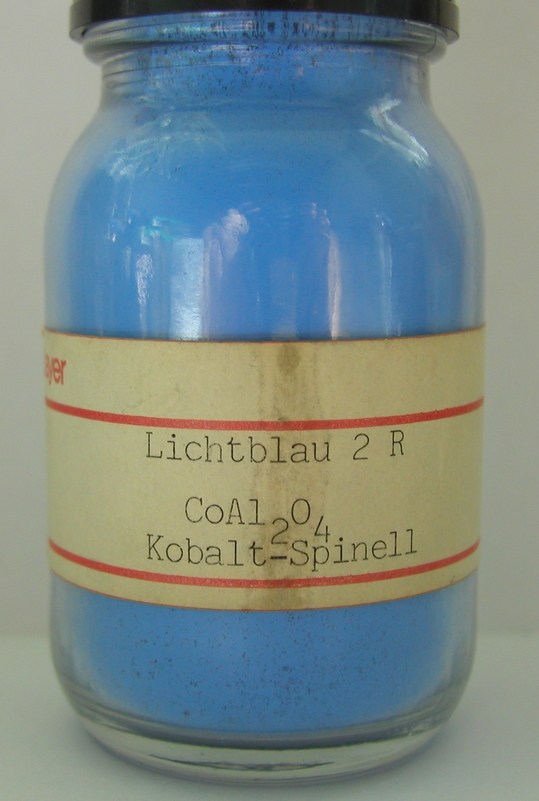 ayer
Lichtblau 2 R
CoAl2O4
Kobalt-Spinell